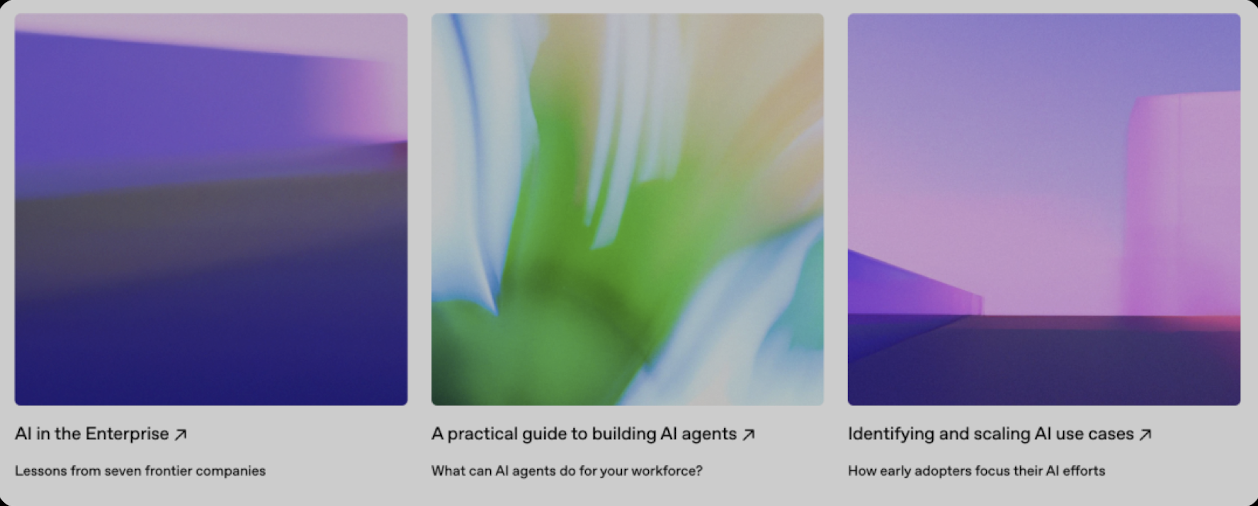 AI in the Enterprise ↗
Lessons from seven frontier companies
A practical guide to building AI agents ↗
What can AI agents do for your workforce?
Identifying and scaling AI use cases ↗
How early adopters focus their AI efforts